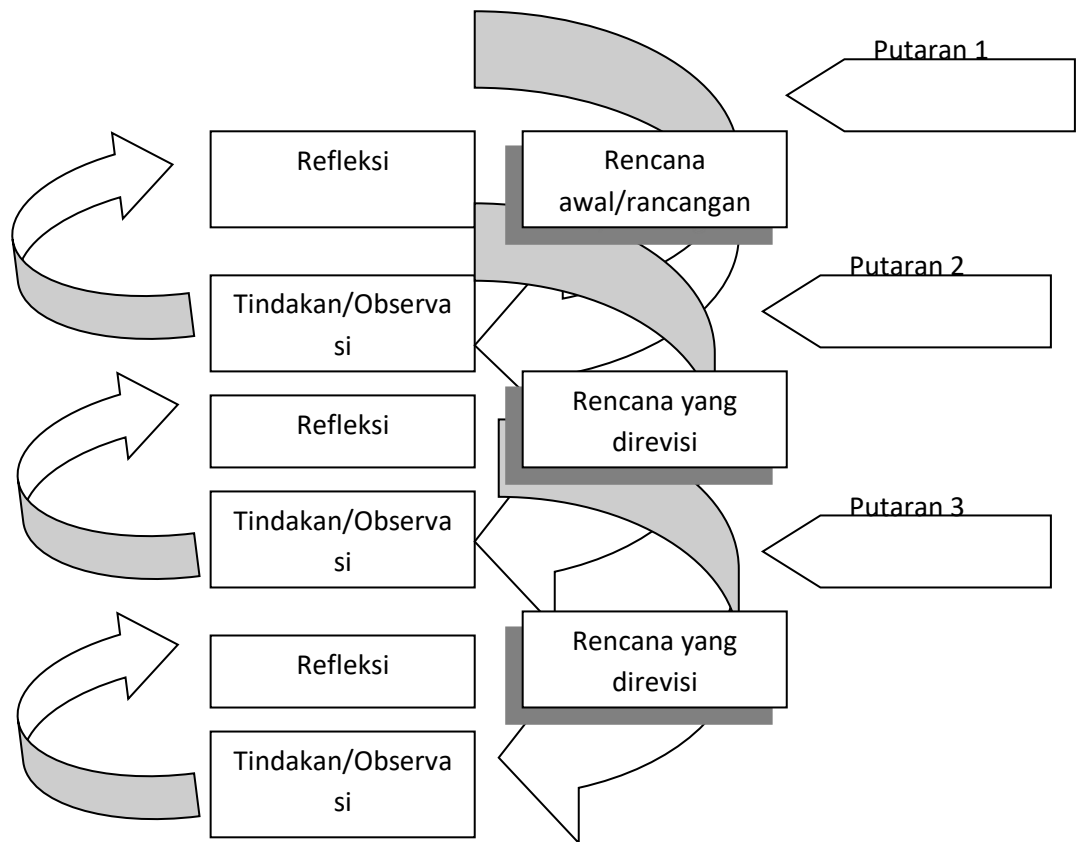 Putaran 1
Refleksi
Rencana
awal/rancangan
Putaran 2
Tindakan/Observa
si
Refleksi
Rencana yang
direvisi
Tindakan/Observa
si
Putaran 3
Refleksi
Rencana yang
direvisi
Tindakan/Observa
si